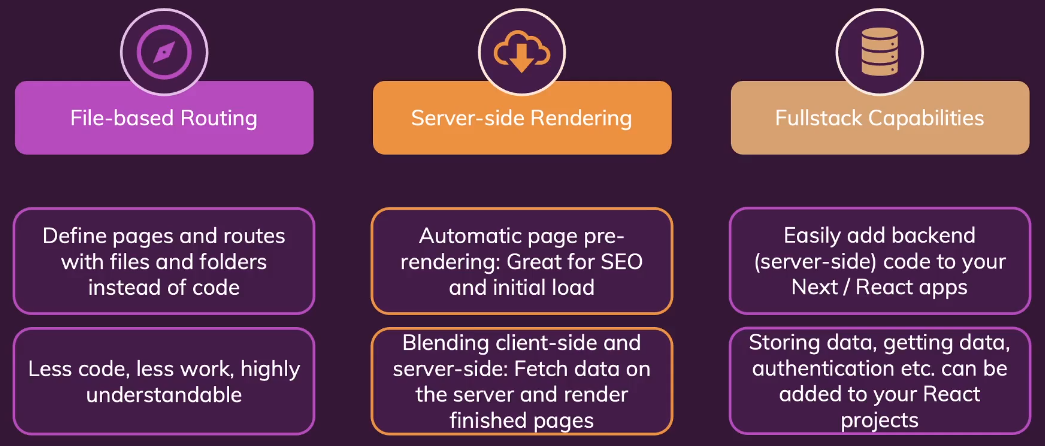 File-based Routing
Define pages and routes
with files and folders
instead of code
Less code, less work, highly
understandable
Server-side Rendering
Automatic page pre-
rendering: Great for SEO
and initial load
Blending client-side and
server-side: Fetch data on
the server and render
finished pages
Fullstack Capabilities
Easily add backend
(server-side) code to your
Next / React apps
Storing data, getting data,
authentication etc. can be
added to your React
projects